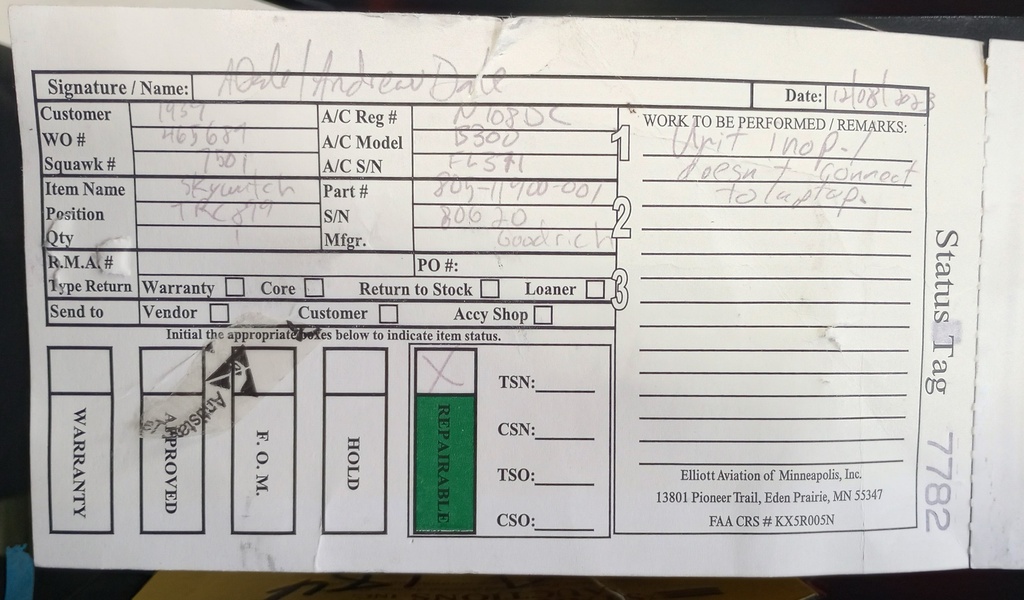 Signature / Name: ADale/Andrew Dale
Date: 12/08/2023
Customer 1937
WO # 465687
Squawk # 7501
A/C Reg # N108DC
A/C Model B300
A/C S/N FL571
Item Name Skywatch
Position TRC899
Qty 1
Part # 805-11900-001
S/N 80620
Mfgr. Goodrich
R.M.A. # PO #:
Type Return Warranty Core Return to Stock Loaner
Send to Vendor Customer Accy Shop
Initial the appropriate boxes below to indicate item status.
WARRANTY
APPROVED
F. O. M.
HOLD
X
REPAIRABLE
TSN:
CSN:
TSO:
CSO:
1
2
3
WORK TO BE PERFORMED / REMARKS:
Unit inop. /
doesn't connect
to laptop.
Elliott Aviation of Minneapolis, Inc.
13801 Pioneer Trail, Eden Prairie, MN 55347
FAA CRS # KX5R005N
Status Tag 7782